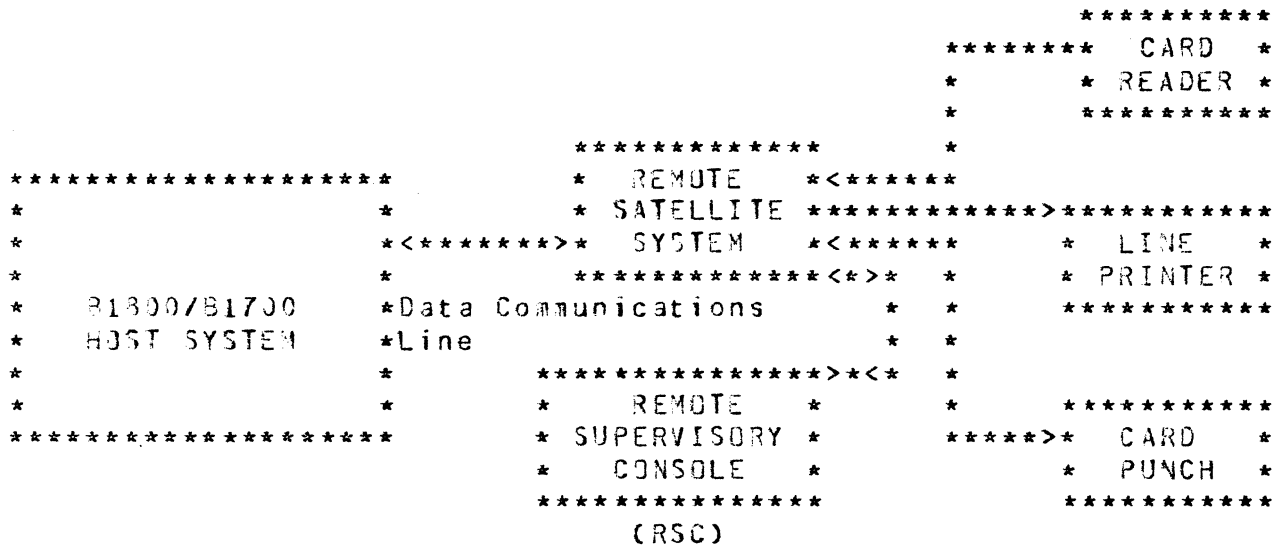 CARD
READER
REMOTE
SATELLITE
SYSTEM
LINE
PRINTER
B1800/B1700
HOST SYSTEM
Data Communications
Line
REMOTE
SUPERVISORY
CONSOLE
(RSC)
CARD
PUNCH